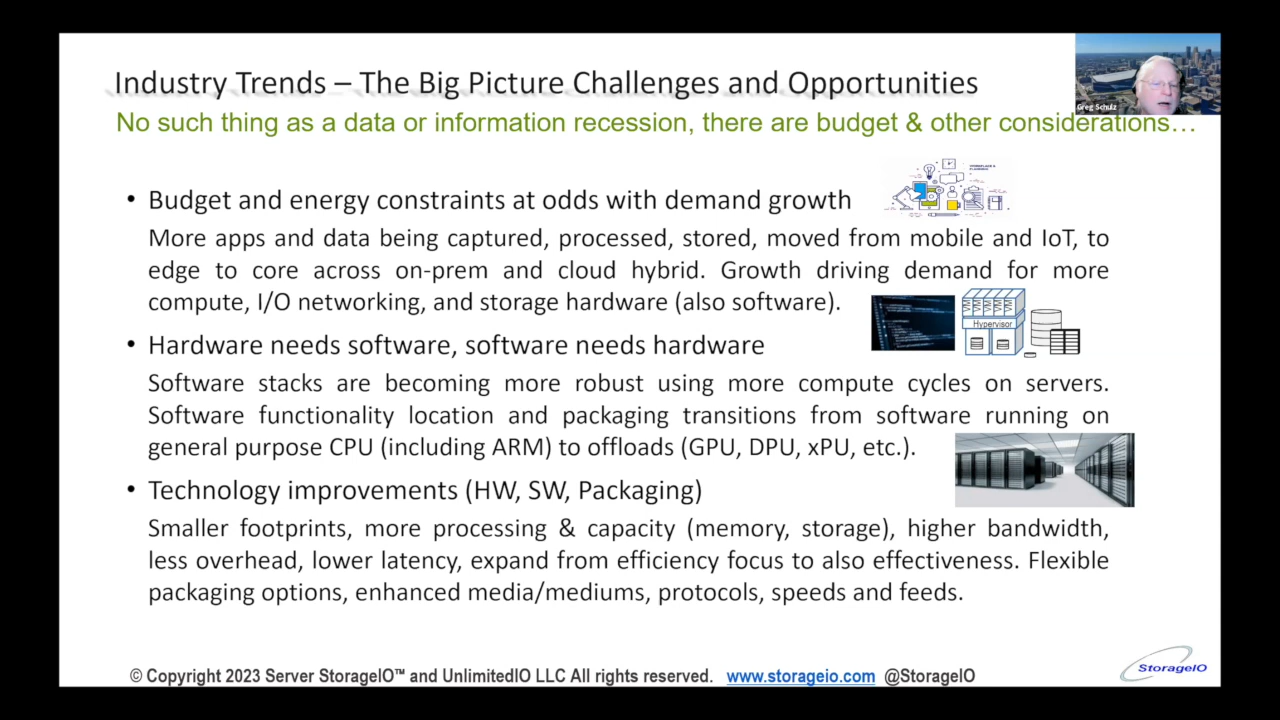 Industry Trends – The Big Picture Challenges and Opportunities
Greg Schulz
No such thing as a data or information recession, there are budget & other considerations…
• Budget and energy constraints at odds with demand growth
WORKPLACE &
PLANNING
More apps and data being captured, processed, stored, moved from mobile and IoT, to
edge to core across on-prem and cloud hybrid. Growth driving demand for more
compute, I/O networking, and storage hardware (also software).
Hypervisor
• Hardware needs software, software needs hardware
Software stacks are becoming more robust using more compute cycles on servers.
Software functionality location and packaging transitions from software running on
general purpose CPU (including ARM) to offloads (GPU, DPU, xPU, etc.).
• Technology improvements (HW, SW, Packaging)
Smaller footprints, more processing & capacity (memory, storage), higher bandwidth,
less overhead, lower latency, expand from efficiency focus to also effectiveness. Flexible
packaging options, enhanced media/mediums, protocols, speeds and feeds.
© Copyright 2023 Server StorageIO™ and UnlimitedIO LLC All rights reserved. www.storageio.com @StorageIO
StorageIO